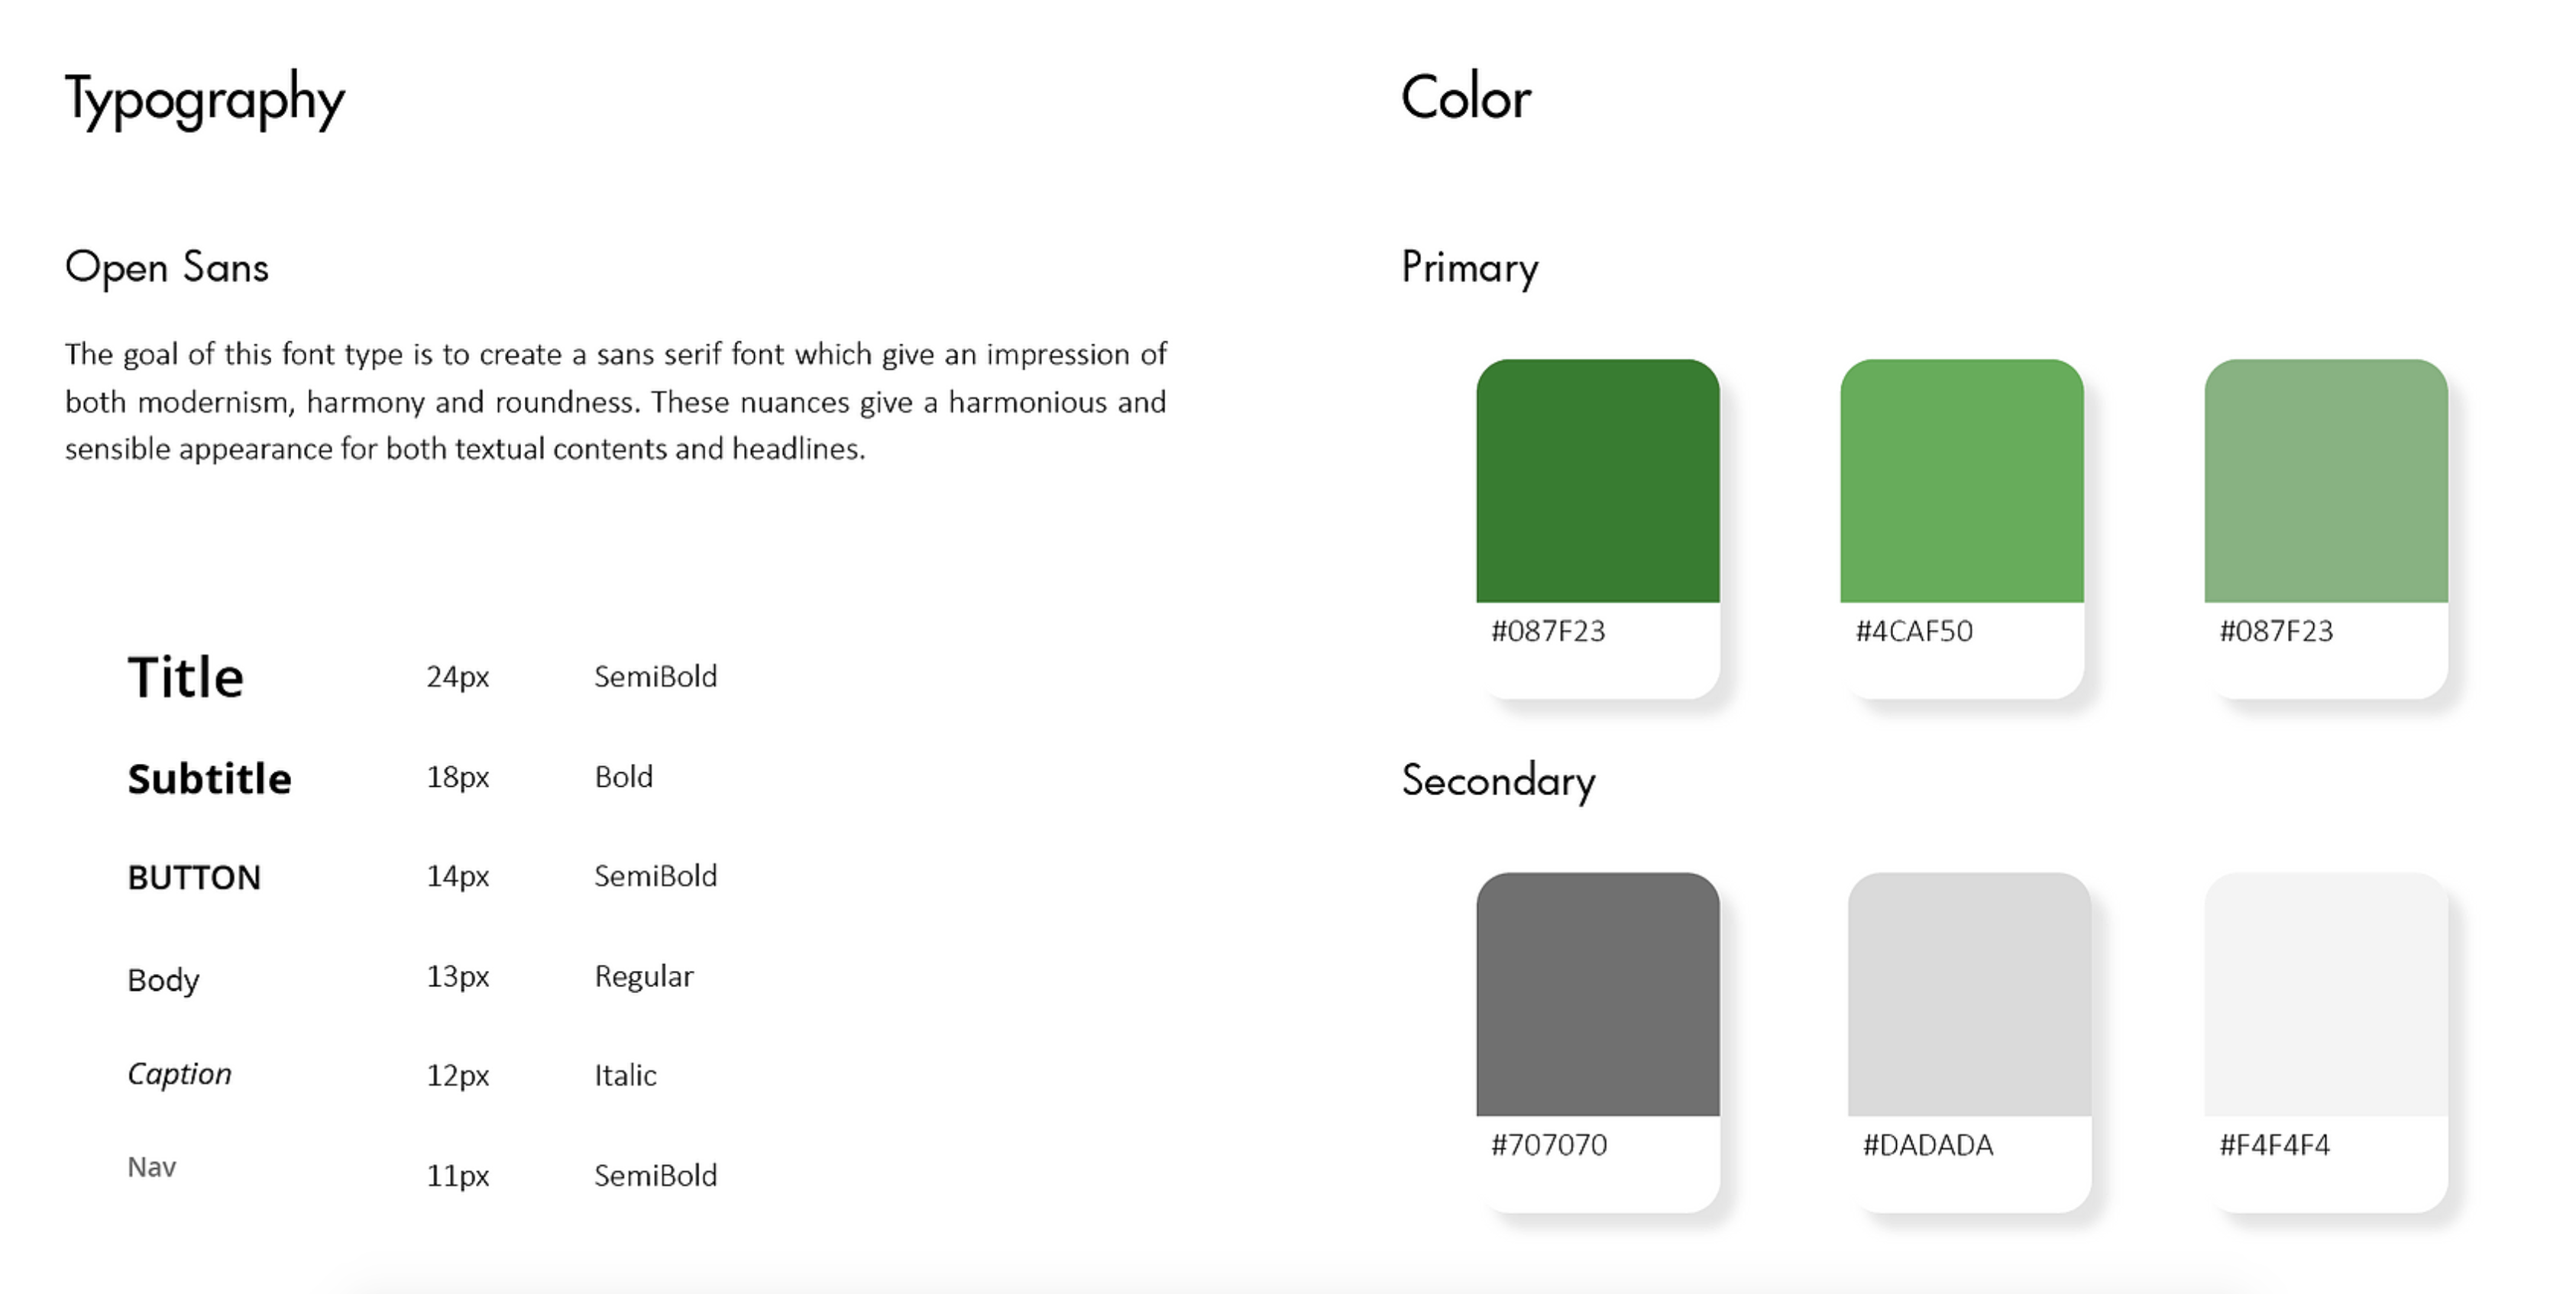 Typography
Open Sans
The goal of this font type is to create a sans serif font which give an impression of
both modernism, harmony and roundness. These nuances give a harmonious and
sensible appearance for both textual contents and headlines.
Title 24px SemiBold
Subtitle 18px Bold
BUTTON 14px SemiBold
Body 13px Regular
Caption 12px Italic
Nav 11px SemiBold
Color
Primary
#087F23 #4CAF50 #087F23
Secondary
#707070 #DADADA #F4F4F4